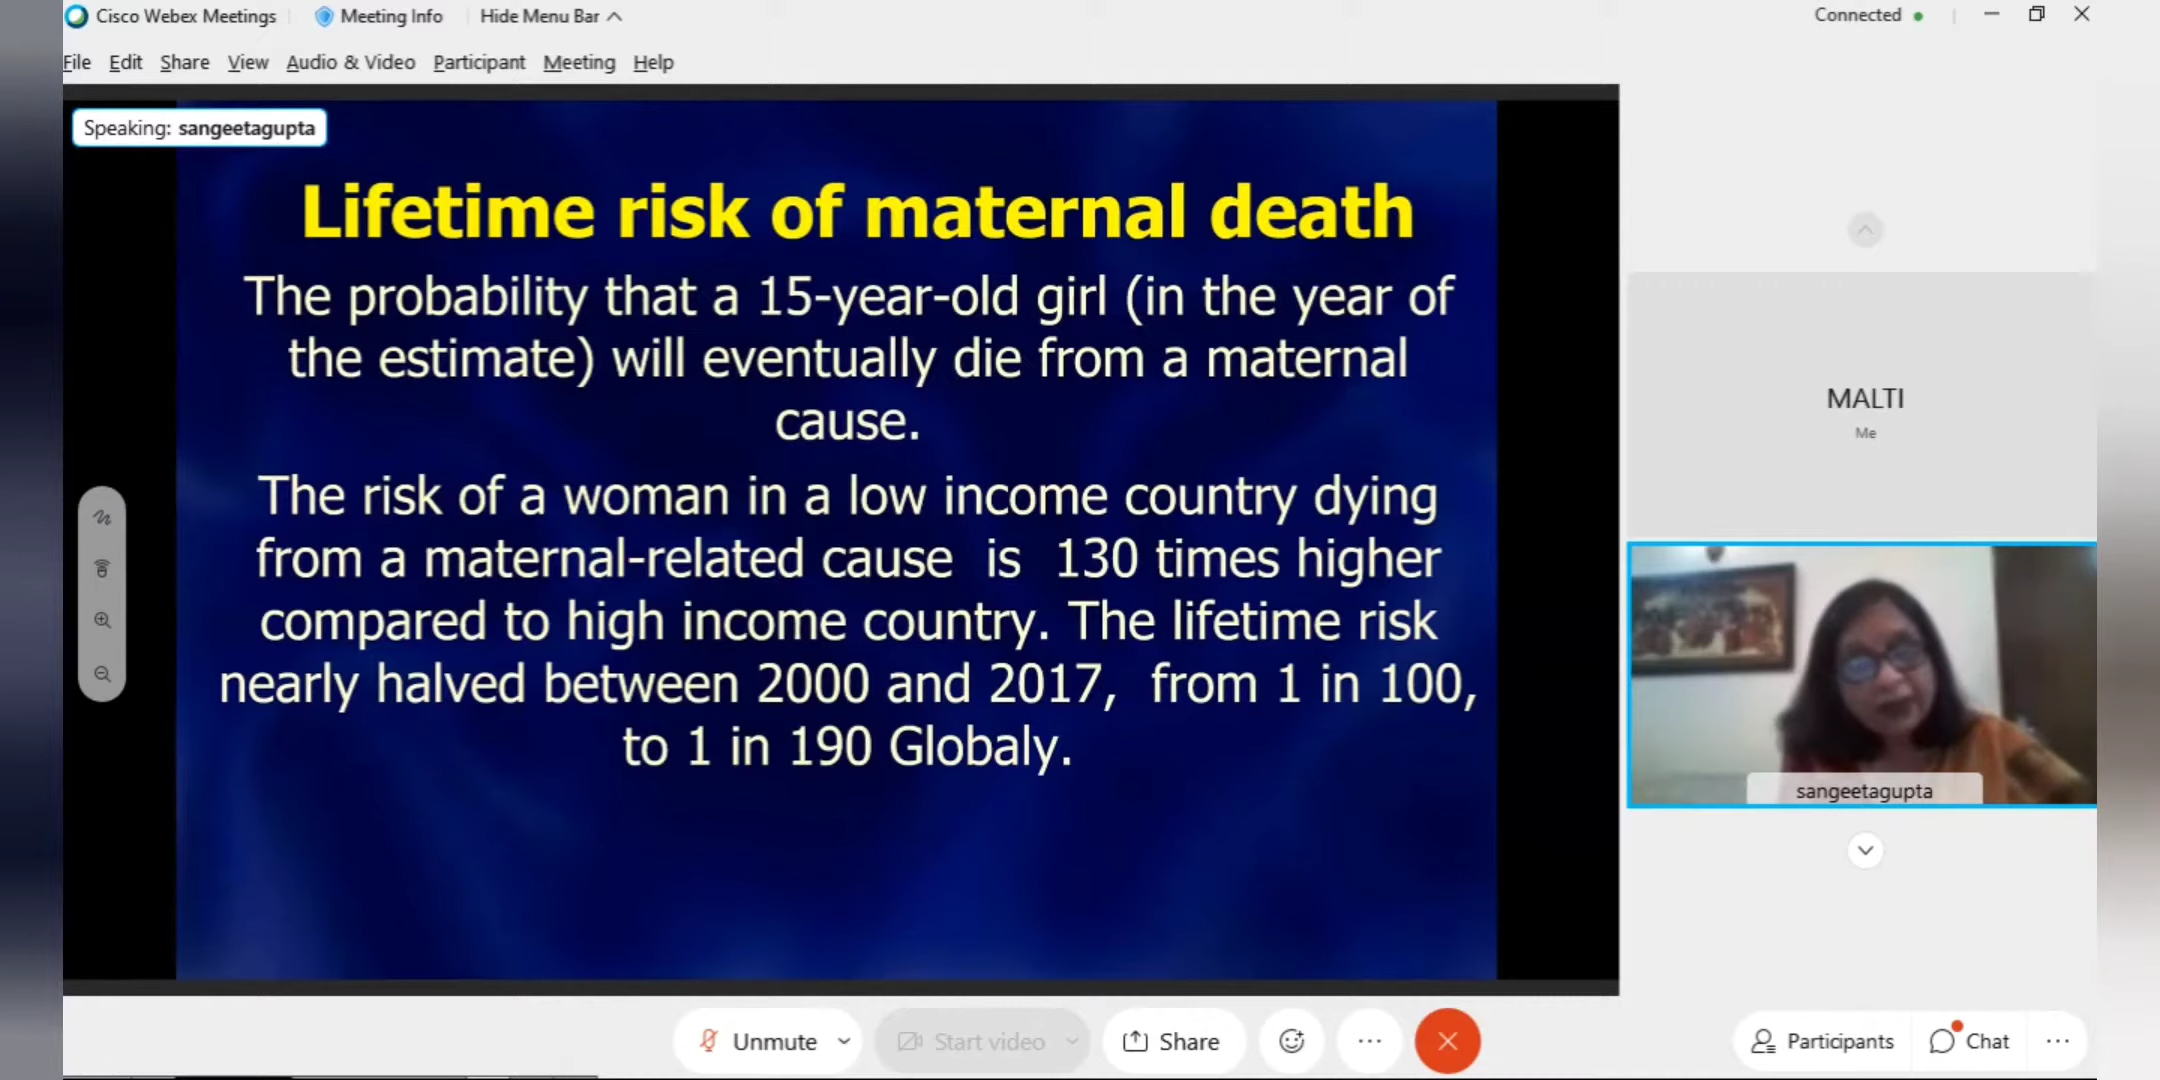 Cisco Webex Meetings
Meeting Info
Hide Menu Bar
Connected
File Edit Share View Audio & Video Participant Meeting Help
Speaking: sangeetagupta
Lifetime risk of maternal death
The probability that a 15-year-old girl (in the year of
the estimate) will eventually die from a maternal
cause.
The risk of a woman in a low income country dying
from a maternal-related cause is 130 times higher
compared to high income country. The lifetime risk
nearly halved between 2000 and 2017, from 1 in 100,
to 1 in 190 Globaly.
MALTI
Me
sangeetagupta
Unmute
Start video
Share
Participants
Chat